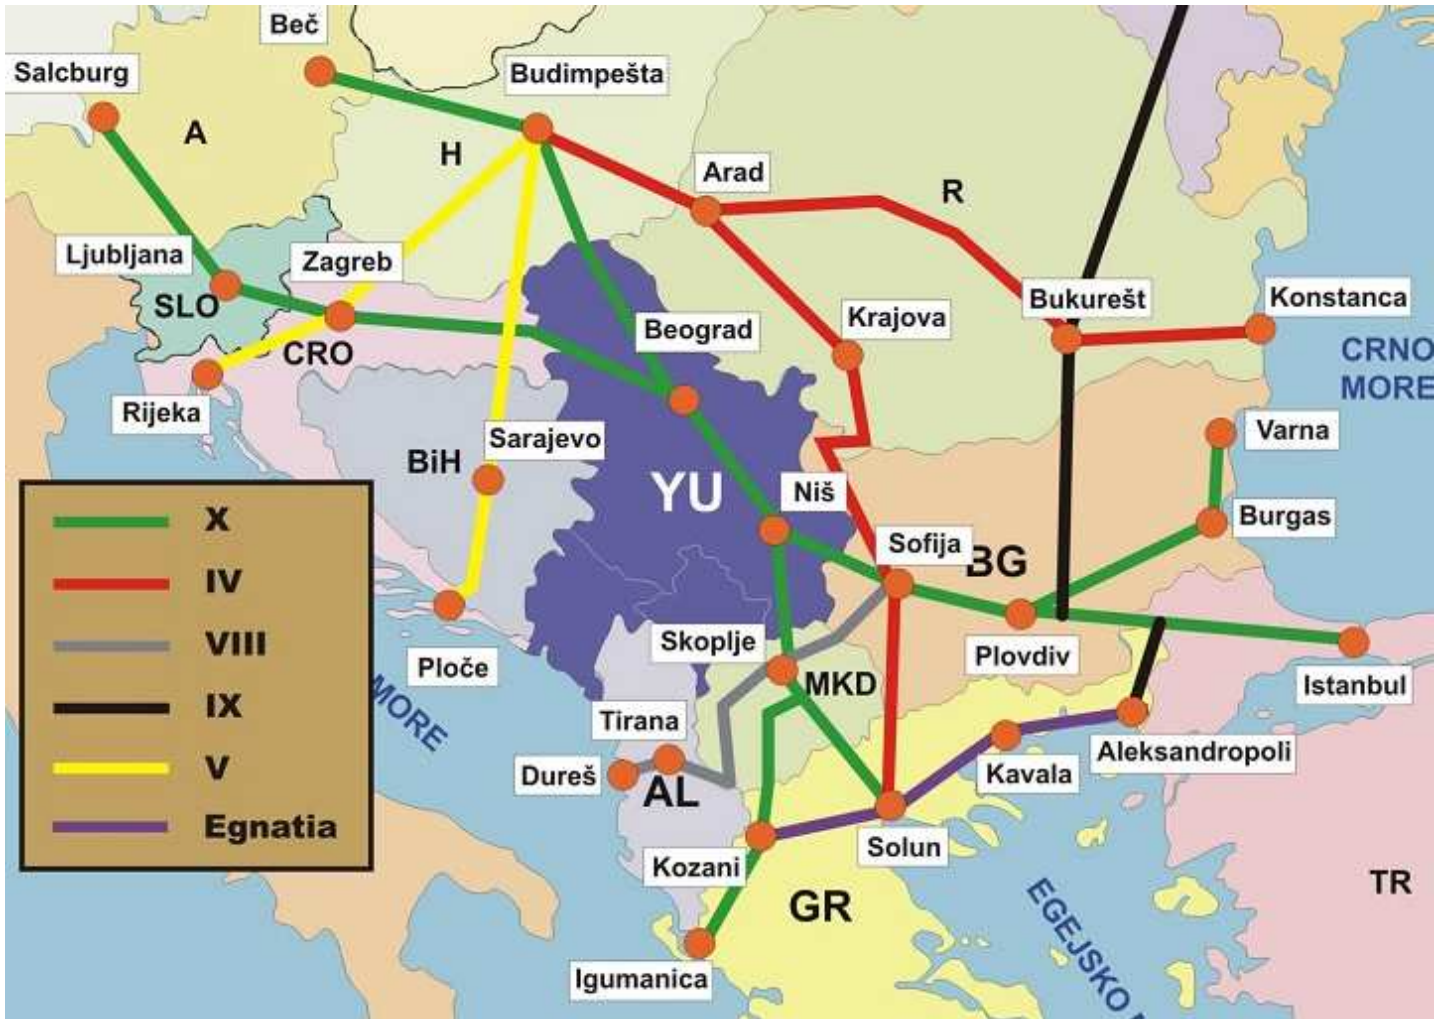 Beč
Salcburg
Budimpešta
A
H
Arad
R
Ljubljana
Zagreb
SLO
CRO
Beograd
Krajova
Bukurešt
Konstanca
CRNO
MORE
Rijeka
Sarajevo
BiH
Varna
YU
Niš
Burgas
Sofija
BG
X
IV
VIII
IX
V
Egnatia
Skoplje
MKD
Plovdiv
Istanbul
Ploče
MORE
Tirana
Dureš
AL
Kavala
Aleksandropoli
Solun
Kozani
GR
TR
EGEJSKO
Igumanica